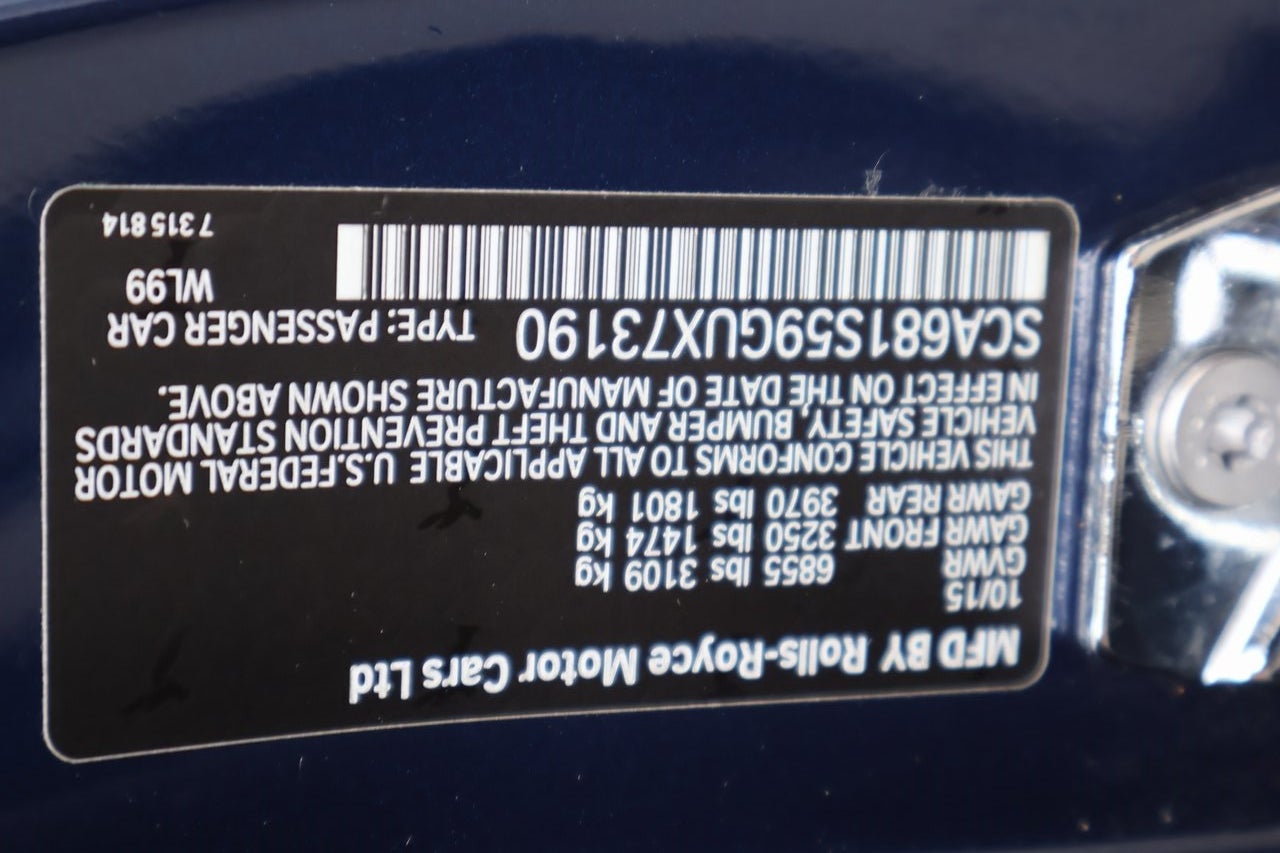 MFD BY Rolls-Royce Motor Cars Ltd
10/15
GVWR 6855 lbs 3109 kg
GAWR FRONT 3250 lbs 1474 kg
GAWR REAR 3970 lbs 1801 kg
THIS VEHICLE CONFORMS TO ALL APPLICABLE U.S.FEDERAL MOTOR
VEHICLE SAFETY, BUMPER AND THEFT PREVENTION STANDARDS
IN EFFECT ON THE DATE OF MANUFACTURE SHOWN ABOVE.
SCA681S59GUX73190 TYPE: PASSENGER CAR
WL99
7 315 814